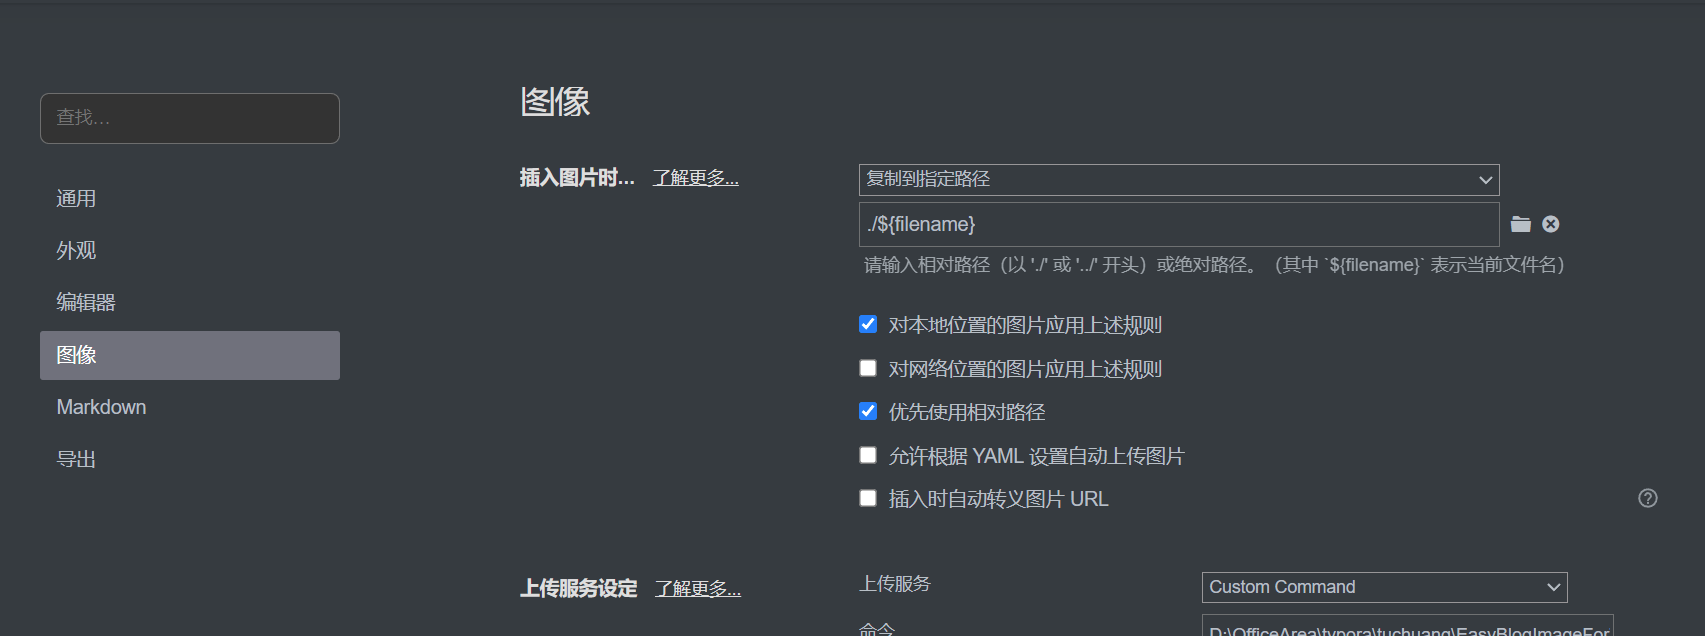 图像
查找…
插入图片时... 了解更多...
复制到指定路径
通用
./${filename}
外观
请输入相对路径（以 './' 或 '../' 开头）或绝对路径。（其中 `${filename}` 表示当前文件名）
编辑器
对本地位置的图片应用上述规则
图像
对网络位置的图片应用上述规则
Markdown
优先使用相对路径
导出
允许根据 YAML 设置自动上传图片
插入时自动转义图片 URL
上传服务设定 了解更多...
上传服务
Custom Command
命令
D:\OfficeArea\typora\tuchuang\EasyBlogImageFor